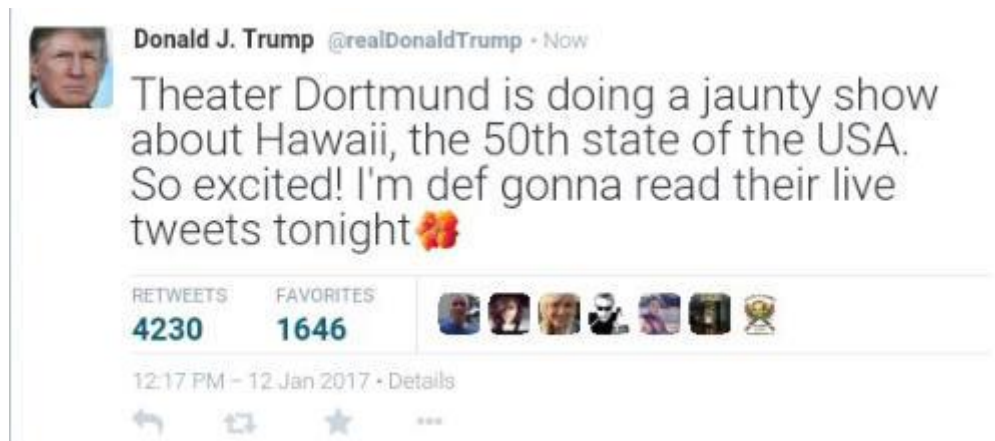 Donald J. Trump @realDonaldTrump · Now
Theater Dortmund is doing a jaunty show
about Hawaii, the 50th state of the USA.
So excited! I'm def gonna read their live
tweets tonight🌺
RETWEETS FAVORITES
4230 1646
12:17 PM – 12 Jan 2017 · Details